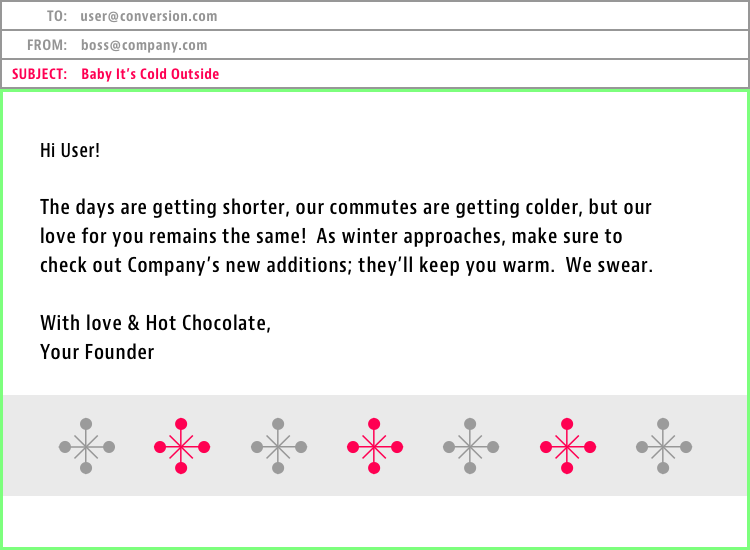 TO: user@conversion.com
FROM: boss@company.com
SUBJECT: Baby It’s Cold Outside
Hi User!
The days are getting shorter, our commutes are getting colder, but our
love for you remains the same!  As winter approaches, make sure to
check out Company’s new additions; they’ll keep you warm.  We swear.
With love & Hot Chocolate,
Your Founder